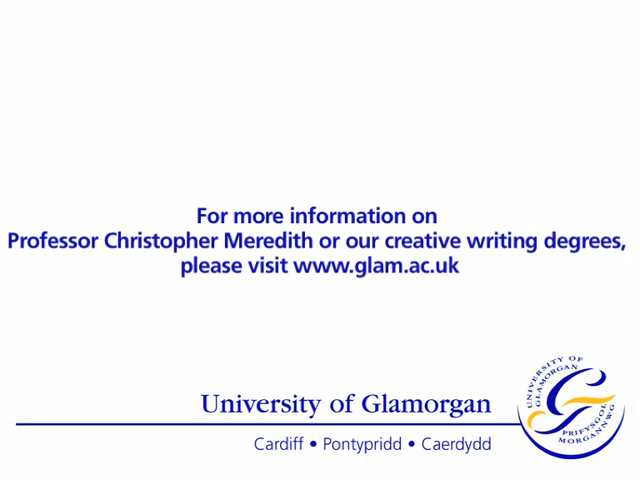 For more information on
Professor Christopher Meredith or our creative writing degrees,
please visit www.glam.ac.uk
University of Glamorgan
Cardiff • Pontypridd • Caerdydd
UNIVERSITY OF
GLAMORGAN
PRIFYSGOL
MORGANNWG